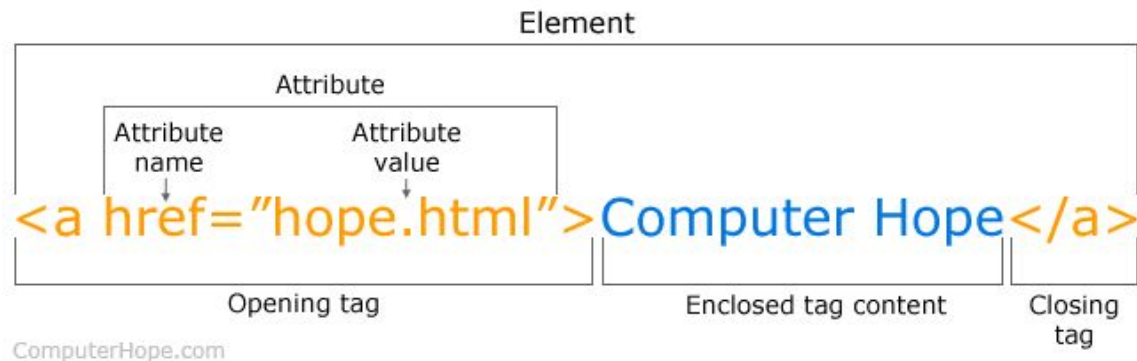 Element
Attribute
Attribute name
Attribute value
<a href=”hope.html”>Computer Hope</a>
Opening tag
Enclosed tag content
Closing tag
ComputerHope.com